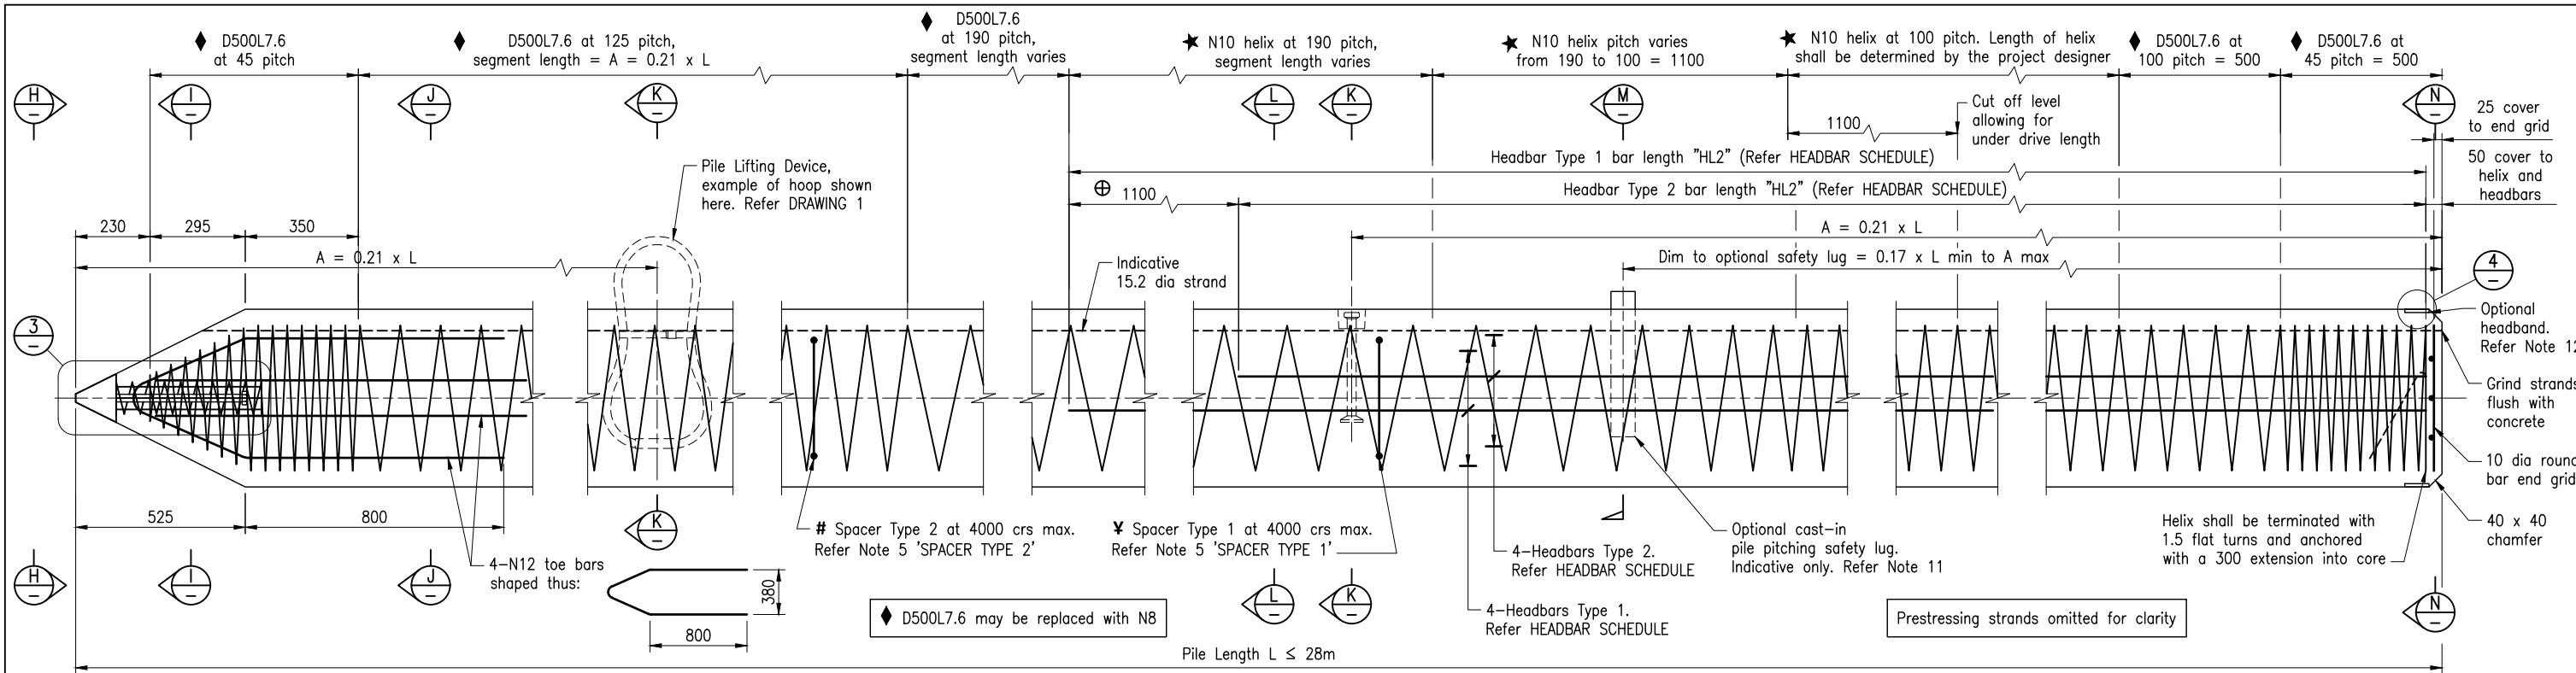 ◆ D500L7.6
at 45 pitch
◆ D500L7.6 at 125 pitch,
segment length = A = 0.21 x L
◆ D500L7.6
at 190 pitch,
segment length varies
★ N10 helix at 190 pitch,
segment length varies
★ N10 helix pitch varies
from 190 to 100 = 1100
★ N10 helix at 100 pitch. Length of helix
shall be determined by the project designer
◆ D500L7.6 at
100 pitch = 500
◆ D500L7.6 at
45 pitch = 500
H
–
I
–
J
–
K
–
L
–
K
–
M
–
N
–
25 cover
to end grid
50 cover to
helix and
headbars
Cut off level
allowing for
under drive length
1100
Headbar Type 1 bar length "HL2" (Refer HEADBAR SCHEDULE)
⊕ 1100
Headbar Type 2 bar length "HL2" (Refer HEADBAR SCHEDULE)
Pile Lifting Device,
example of hoop shown
here. Refer DRAWING 1
230
295
350
A = 0.21 x L
A = 0.21 x L
Dim to optional safety lug = 0.17 x L min to A max
Indicative
15.2 dia strand
3
–
4
–
Optional
headband.
Refer Note 12
Grind strands
flush with
concrete
10 dia round
bar end grid
40 x 40
chamfer
525
800
4-N12 toe bars
shaped thus:
380
800
K
–
# Spacer Type 2 at 4000 crs max.
Refer Note 5 'SPACER TYPE 2'
¥ Spacer Type 1 at 4000 crs max.
Refer Note 5 'SPACER TYPE 1'
4-Headbars Type 2.
Refer HEADBAR SCHEDULE
4-Headbars Type 1.
Refer HEADBAR SCHEDULE
Optional cast-in
pile pitching safety lug.
Indicative only. Refer Note 11
Helix shall be terminated with
1.5 flat turns and anchored
with a 300 extension into core
H
–
I
–
J
–
L
–
K
–
N
–
◆ D500L7.6 may be replaced with N8
Prestressing strands omitted for clarity
Pile Length L ≤ 28m